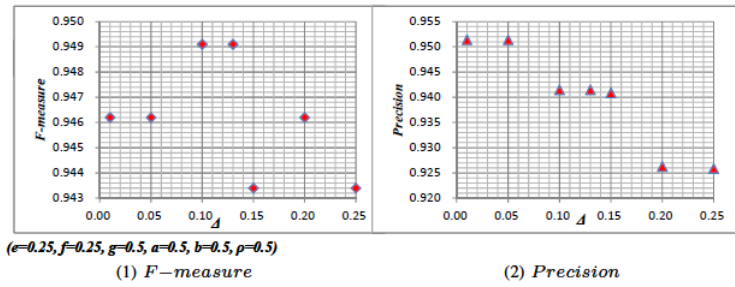 0.950
0.949
0.948
0.947
0.946
0.945
0.944
0.943
F-measure
0.00 0.05 0.10 0.15 0.20 0.25
Δ
0.955
0.950
0.945
0.940
0.935
0.930
0.925
0.920
Precision
0.00 0.05 0.10 0.15 0.20 0.25
Δ
(e=0.25, f=0.25, g=0.5, a=0.5, b=0.5, ρ=0.5)
(1) F−measure
(2) Precision